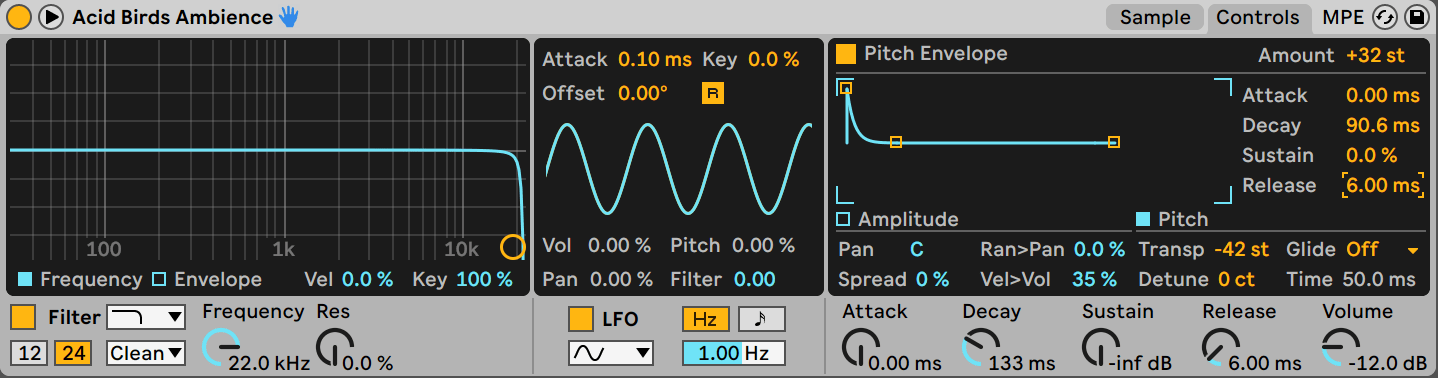 Acid Birds Ambience
Sample Controls MPE
100 1k 10k
Frequency Envelope Vel 0.0 % Key 100 %
Attack 0.10 ms Key 0.0 %
Offset 0.00° R
Vol 0.00 % Pitch 0.00 %
Pan 0.00 % Filter 0.00
Pitch Envelope Amount +32 st
Attack 0.00 ms
Decay 90.6 ms
Sustain 0.0 %
Release 6.00 ms
Amplitude Pitch
Pan C Ran>Pan 0.0 % Transp -42 st Glide Off
Spread 0 % Vel>Vol 35 % Detune 0 ct Time 50.0 ms
Filter Frequency Res
12 24 Clean 22.0 kHz 0.0 %
LFO Hz
1.00 Hz
Attack Decay Sustain Release Volume
0.00 ms 133 ms -inf dB 6.00 ms -12.0 dB